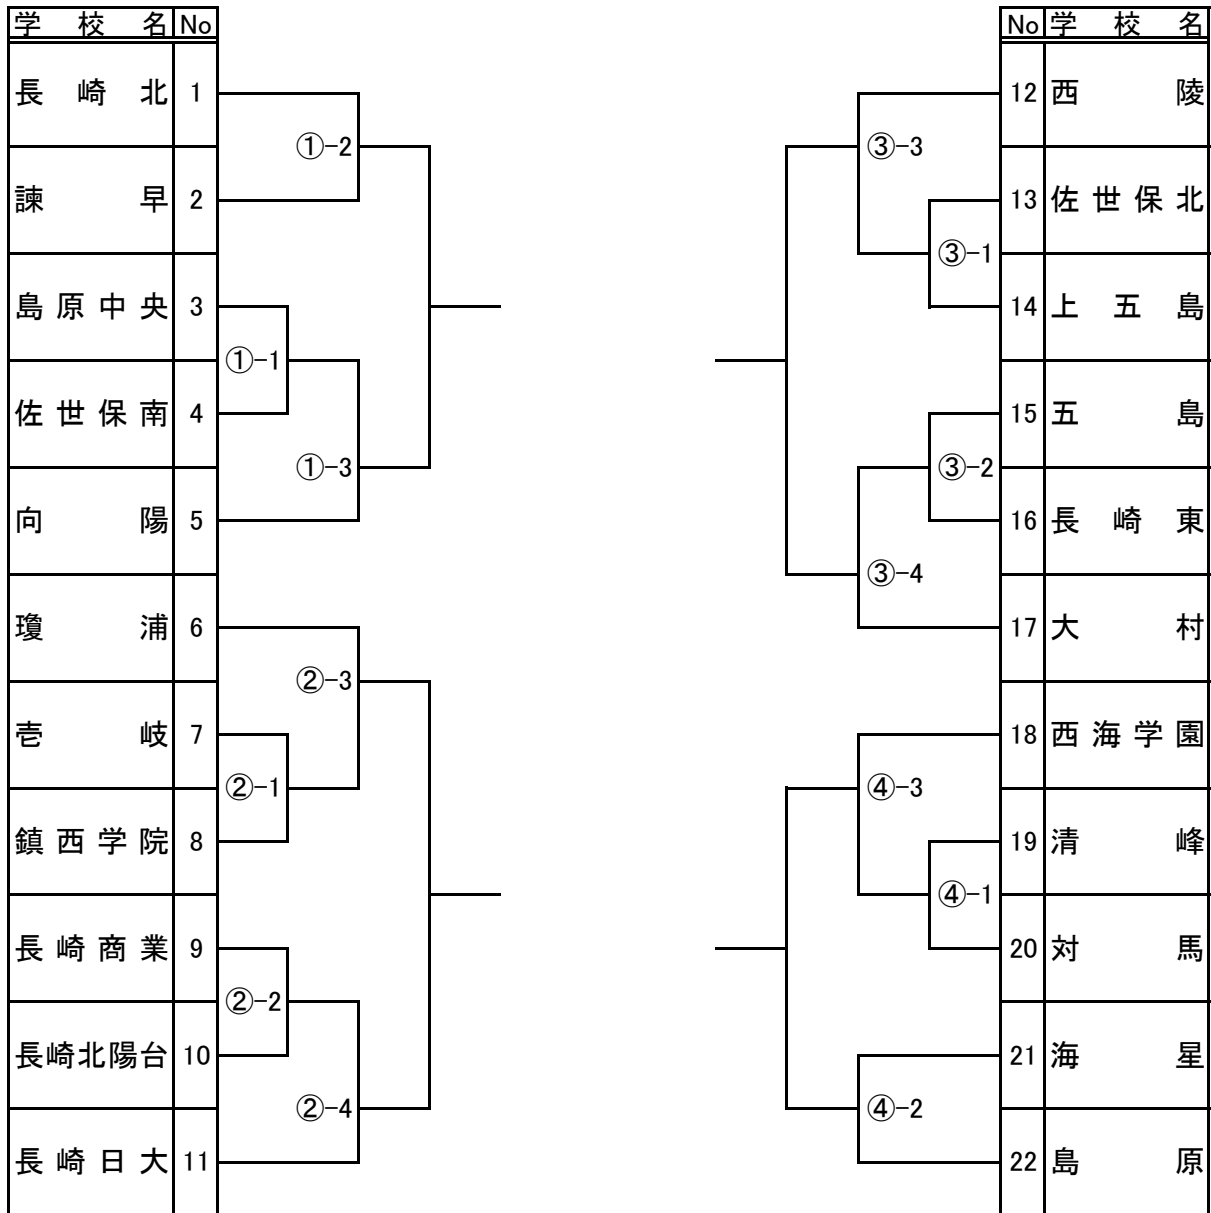 学校名 No
長崎北 1
①-2
諫早 2
島原中央 3
①-1
佐世保南 4
①-3
向陽 5
瓊浦 6
②-3
壱岐 7
②-1
鎮西学院 8
長崎商業 9
②-2
長崎北陽台 10
②-4
長崎日大 11
No 学校名
12 西陵
③-3
13 佐世保北
③-1
14 上五島
15 五島
③-2
16 長崎東
③-4
17 大村
18 西海学園
④-3
19 清峰
④-1
20 対馬
21 海星
④-2
22 島原